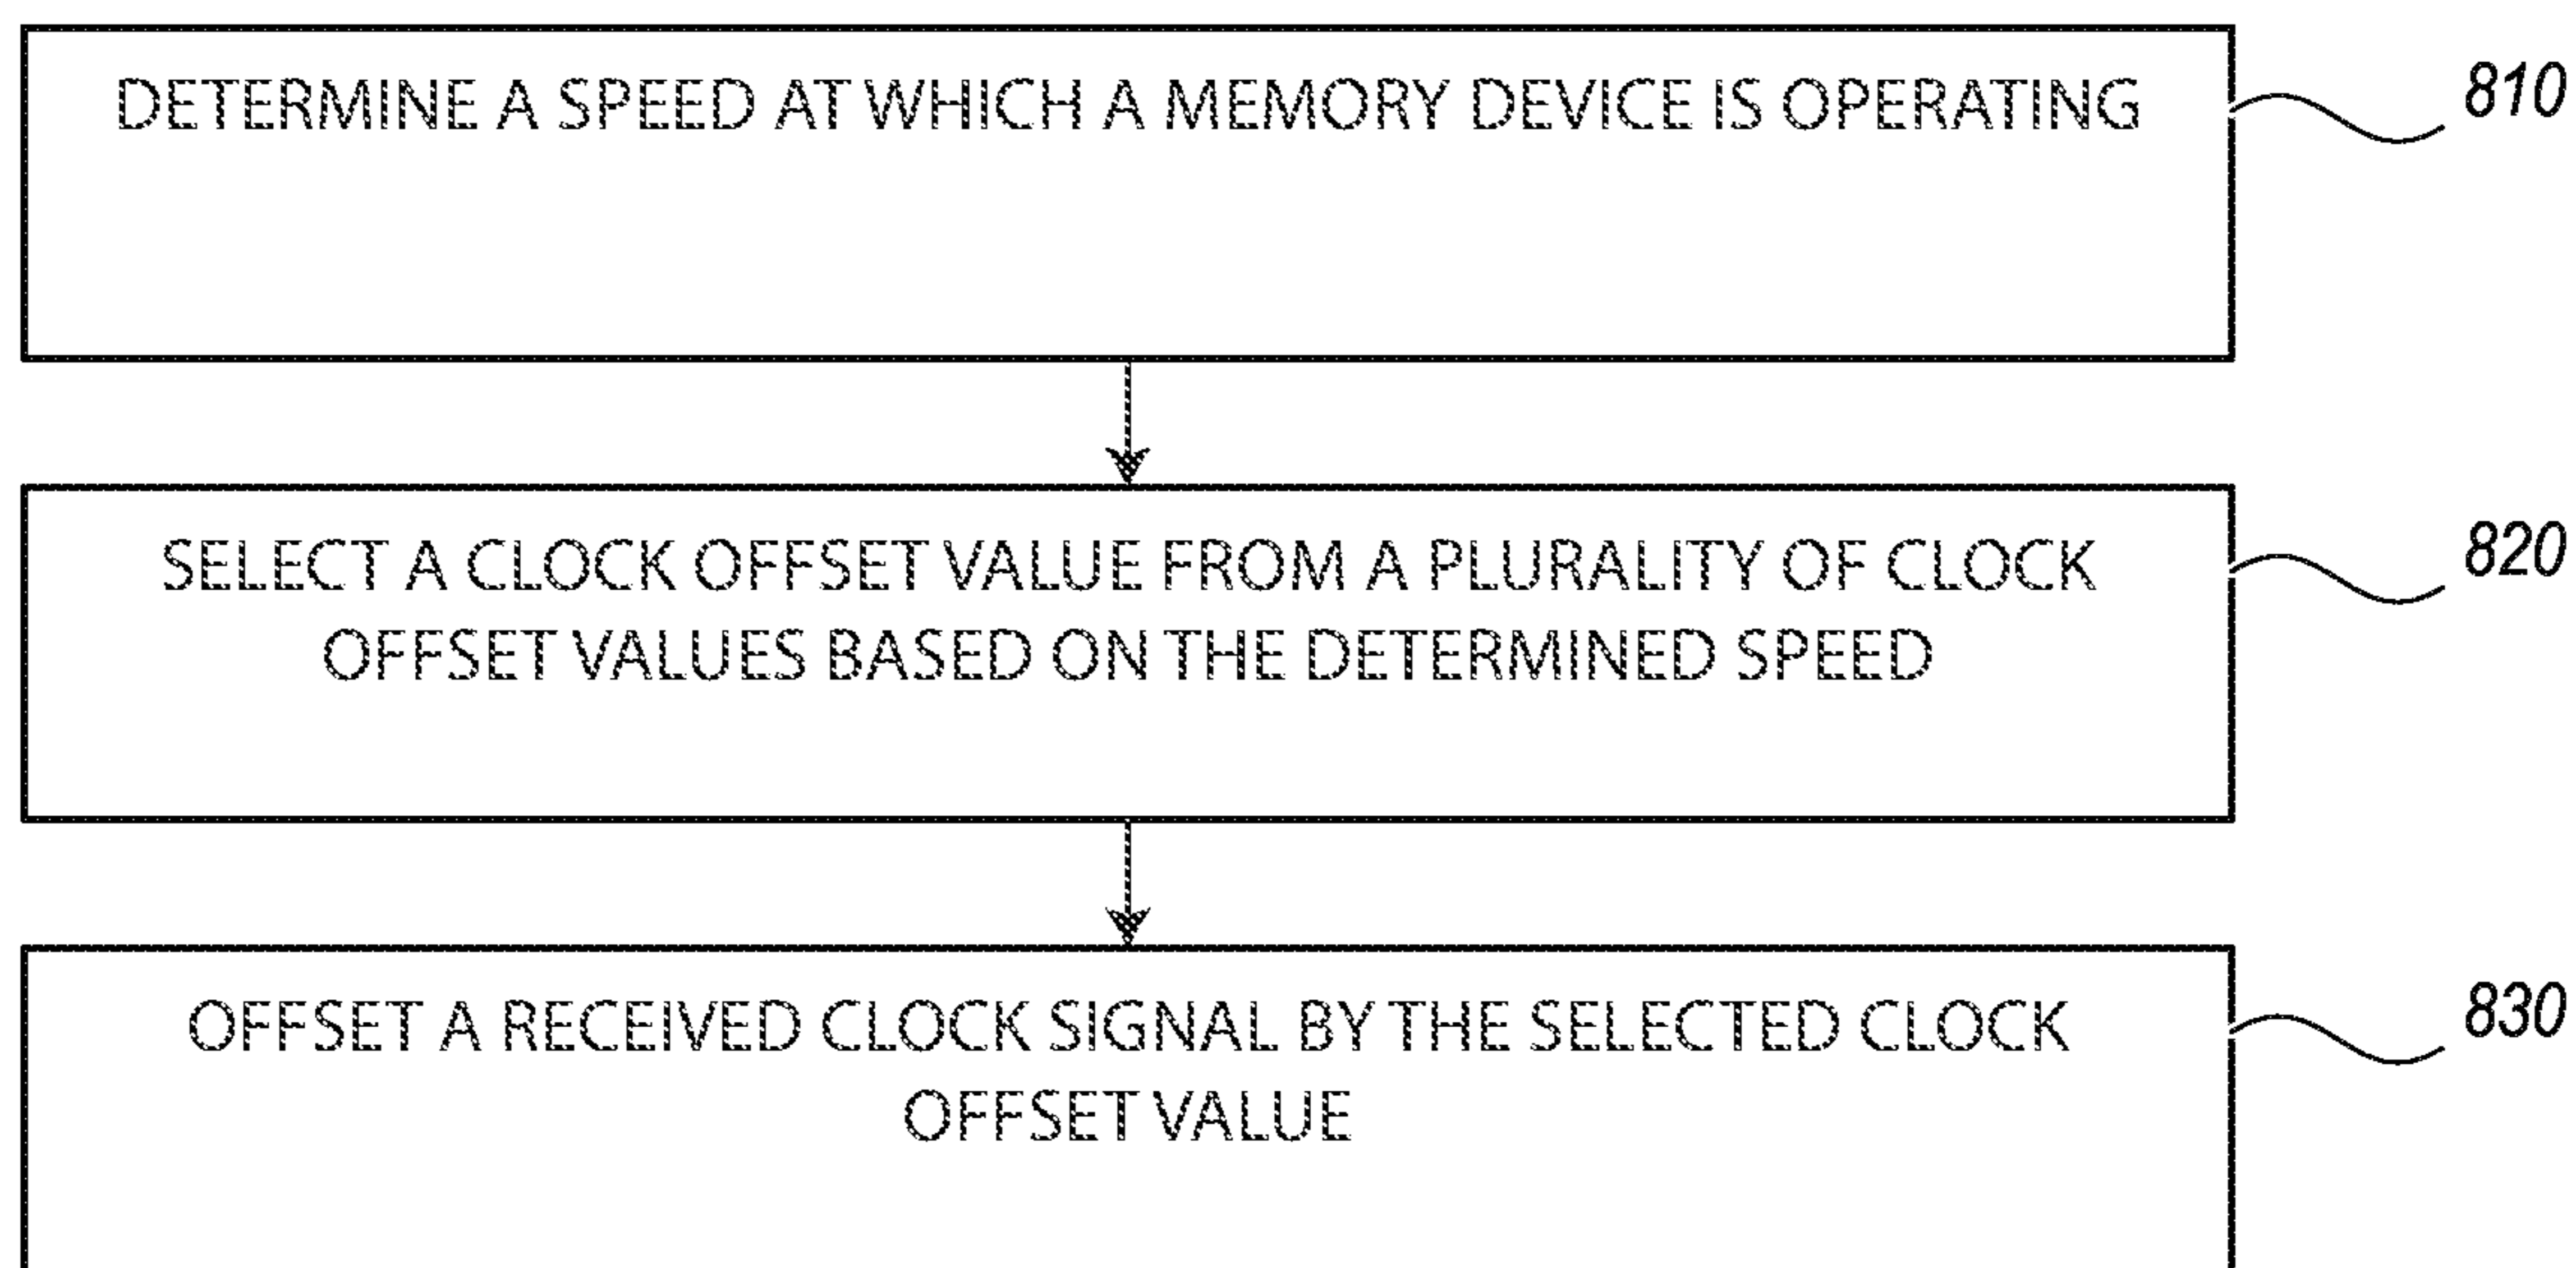 DETERMINE A SPEED AT WHICH A MEMORY DEVICE IS OPERATING
810
SELECT A CLOCK OFFSET VALUE FROM A PLURALITY OF CLOCK
OFFSET VALUES BASED ON THE DETERMINED SPEED
820
OFFSET A RECEIVED CLOCK SIGNAL BY THE SELECTED CLOCK
OFFSET VALUE
830